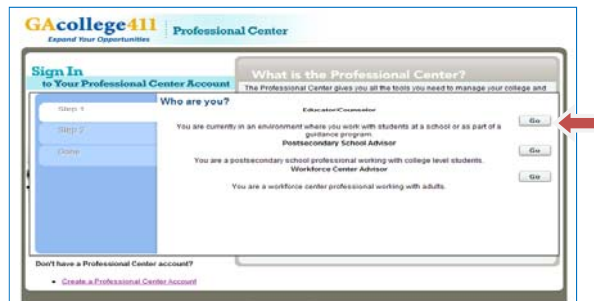 GAcollege411
Expand Your Opportunities
Professional Center
Sign In
to Your Professional Center Account
What is the Professional Center?
The Professional Center gives you all the tools you need to manage your college and
Step 1
Step 2
Done
Who are you?
Educator/Counselor
Go
You are currently in an environment where you work with students at a school or as part of a
guidance program.
Postsecondary School Advisor
Go
You are a postsecondary school professional working with college level students.
Workforce Center Advisor
Go
You are a workforce center professional working with adults.
Don't have a Professional Center account?
• Create a Professional Center Account